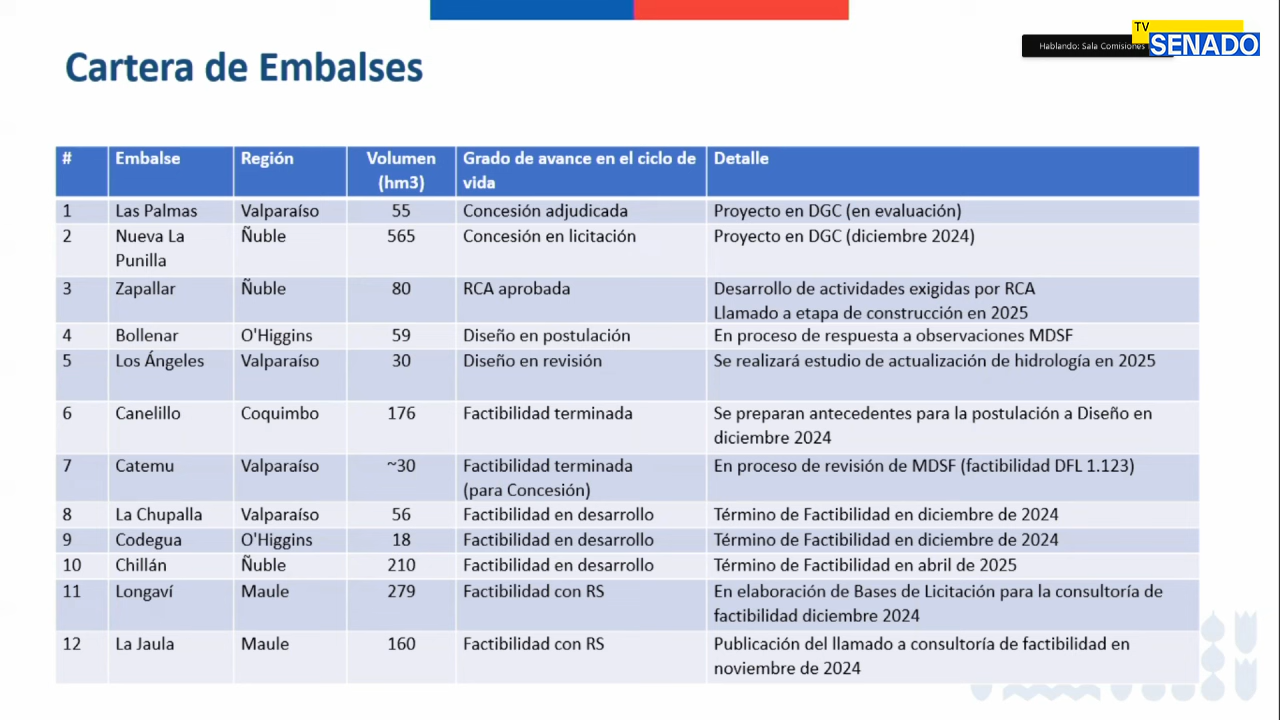 TV
Hablando: Sala Comisiones
SENADO
Cartera de Embalses
# Embalse Región Volumen (hm3) Grado de avance en el ciclo de vida Detalle
1 Las Palmas Valparaíso 55 Concesión adjudicada Proyecto en DGC (en evaluación)
2 Nueva La Punilla Ñuble 565 Concesión en licitación Proyecto en DGC (diciembre 2024)
3 Zapallar Ñuble 80 RCA aprobada Desarrollo de actividades exigidas por RCA
Llamado a etapa de construcción en 2025
4 Bollenar O'Higgins 59 Diseño en postulación En proceso de respuesta a observaciones MDSF
5 Los Ángeles Valparaíso 30 Diseño en revisión Se realizará estudio de actualización de hidrología en 2025
6 Canelillo Coquimbo 176 Factibilidad terminada Se preparan antecedentes para la postulación a Diseño en
diciembre 2024
7 Catemu Valparaíso ~30 Factibilidad terminada (para Concesión) En proceso de revisión de MDSF (factibilidad DFL 1.123)
8 La Chupalla Valparaíso 56 Factibilidad en desarrollo Término de Factibilidad en diciembre de 2024
9 Codegua O'Higgins 18 Factibilidad en desarrollo Término de Factibilidad en diciembre de 2024
10 Chillán Ñuble 210 Factibilidad en desarrollo Término de Factibilidad en abril de 2025
11 Longaví Maule 279 Factibilidad con RS En elaboración de Bases de Licitación para la consultoría de
factibilidad diciembre 2024
12 La Jaula Maule 160 Factibilidad con RS Publicación del llamado a consultoría de factibilidad en
noviembre de 2024